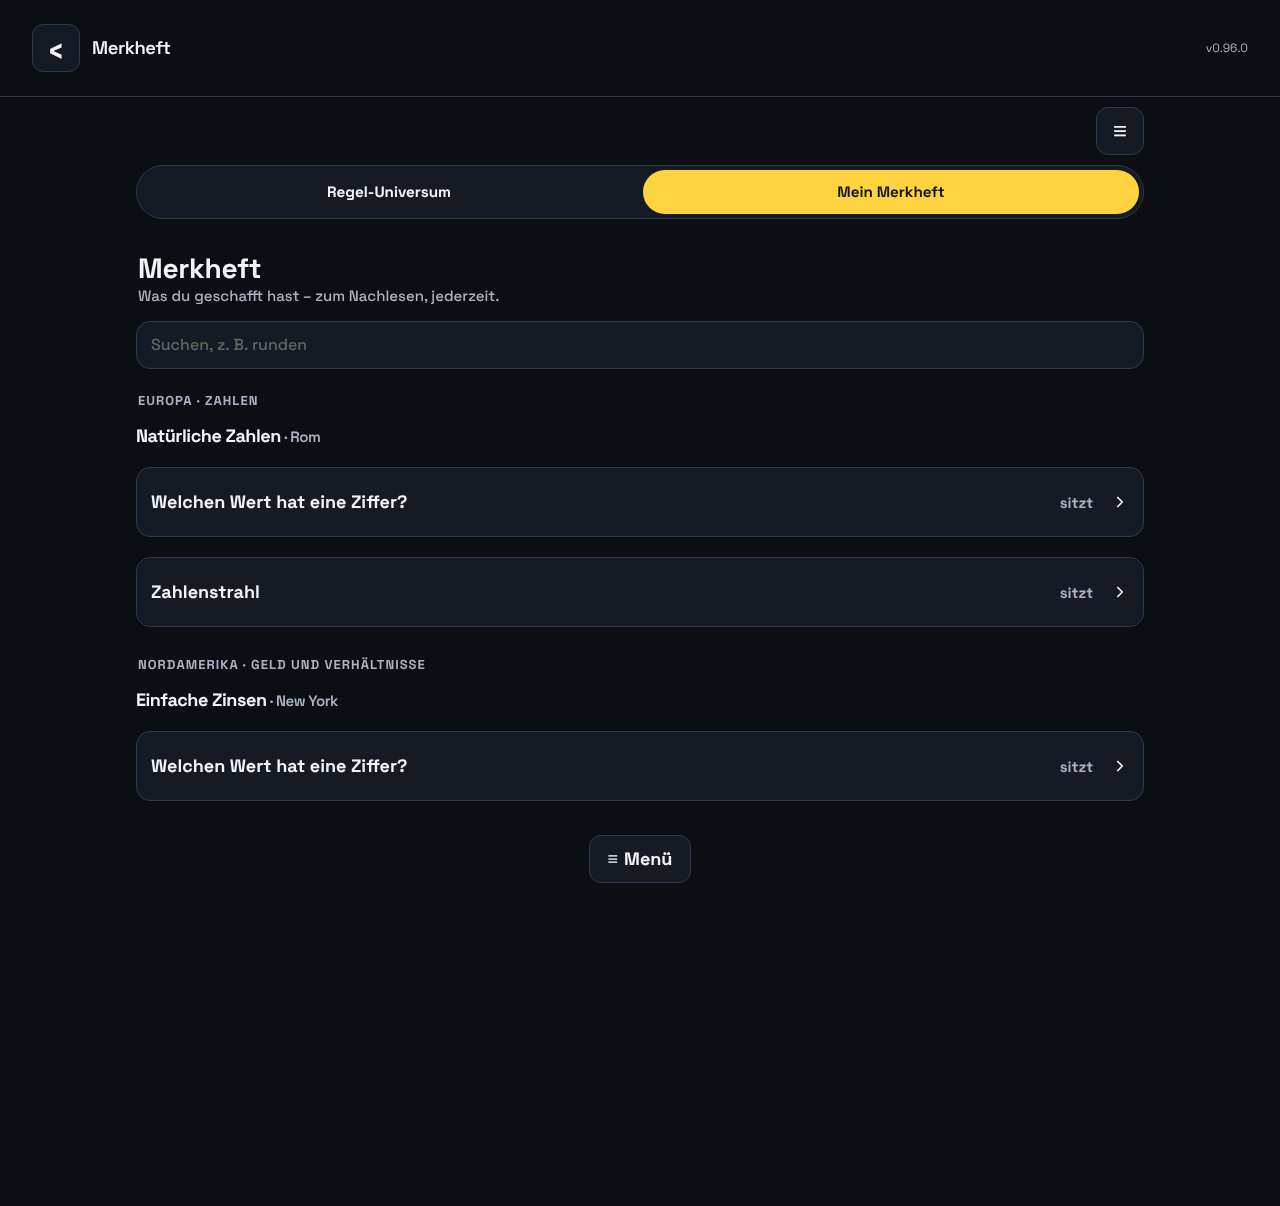 Merkheft
v0.96.0
Regel-Universum
Mein Merkheft
Merkheft
Was du geschafft hast – zum Nachlesen, jederzeit.
Suchen, z. B. runden
EUROPA · ZAHLEN
Natürliche Zahlen · Rom
Welchen Wert hat eine Ziffer? sitzt
Zahlenstrahl sitzt
NORDAMERIKA · GELD UND VERHÄLTNISSE
Einfache Zinsen · New York
Welchen Wert hat eine Ziffer? sitzt
≡ Menü